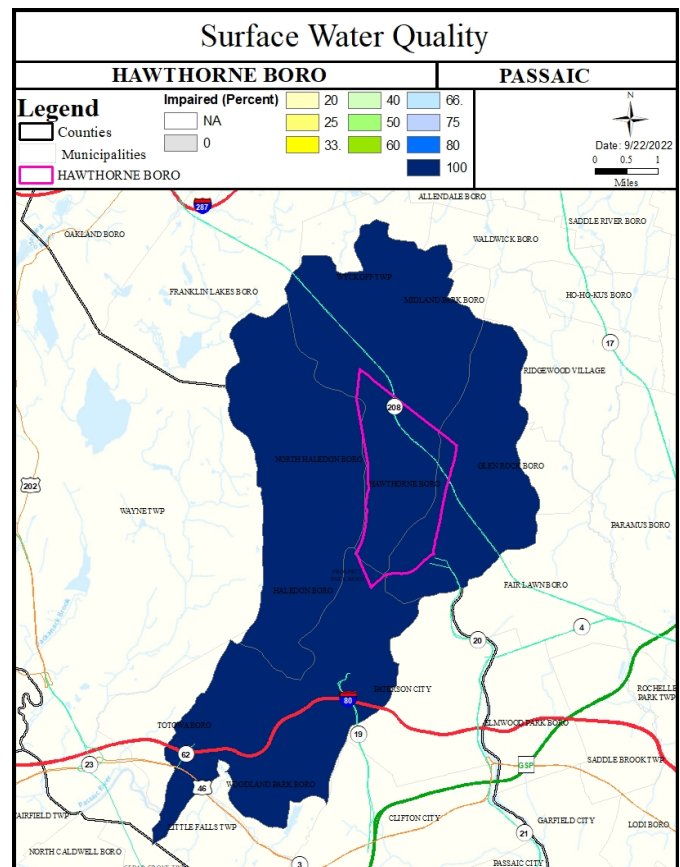 Surface Water Quality
HAWTHORNE BORO
PASSAIC
Legend
Counties
Municipalities
HAWTHORNE BORO
Impaired (Percent)
NA
0
20
25
33.
40
50
60
66.
75
80
100
N
Date: 9/22/2022
0 0.5 1
Miles
ALLENDALE BORO
287
SADDLE RIVER BORO
OAKLAND BORO
WALDWICK BORO
WYCKOFF TWP
FRANKLIN LAKES BORO
MIDLAND PARK BORO
HO-HO-KUS BORO
17
RIDGEWOOD VILLAGE
208
NORTH HALEDON BORO
GLEN ROCK BORO
202
HAWTHORNE BORO
WAYNE TWP
PARAMUS BORO
FAIR LAWN BORO
HALEDON BORO
4
20
PATERSON CITY
ROCHELLE
PARK TWP
80
TOTOWA BORO
19
ELMWOOD PARK BORO
62
SADDLE BROOK TWP
23
GSP
46
WOODLAND PARK BORO
Passaic River
FAIRFIELD TWP
LITTLE FALLS TWP
CLIFTON CITY
GARFIELD CITY
LODI BORO
21
NORTH CALDWELL BORO
3
PASSAIC CITY